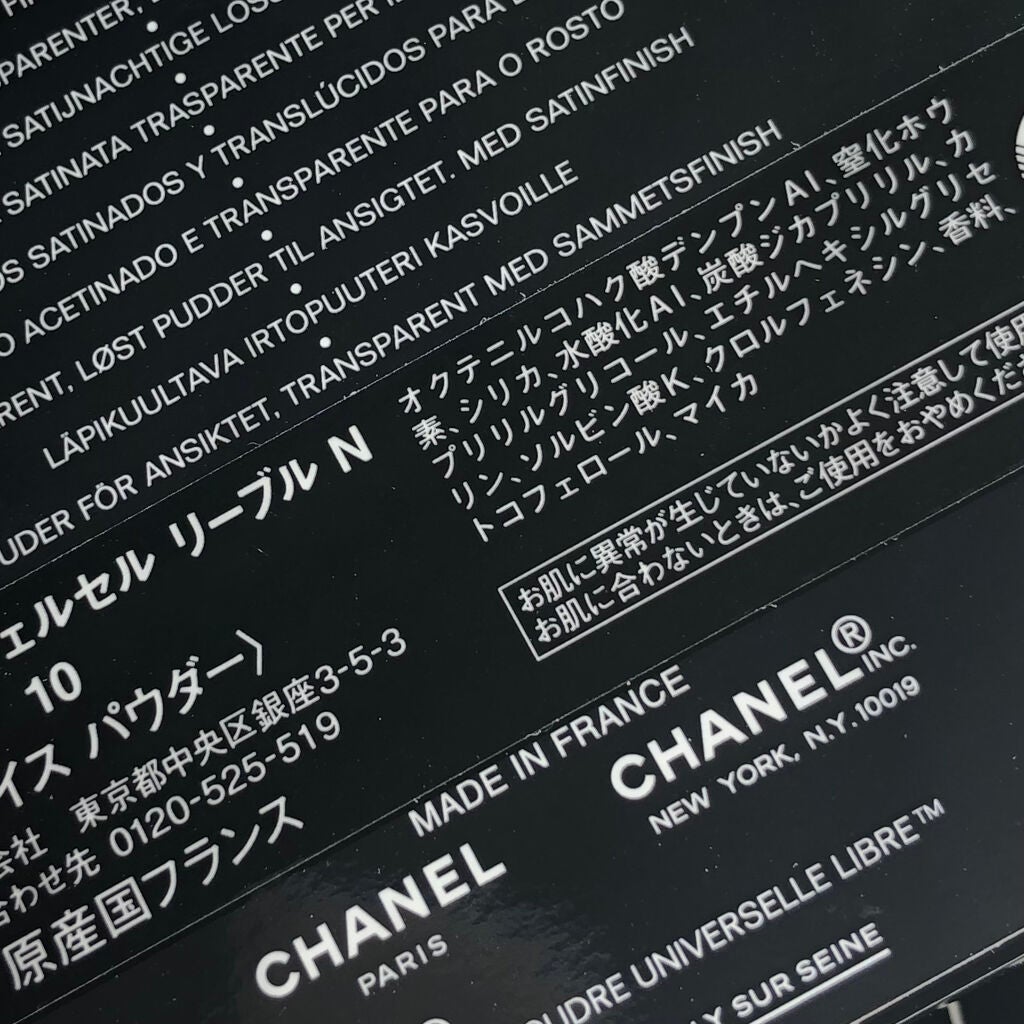 SATIJNACHTIGE
SATINATA TRASPARENTE PER
SATINADOS Y TRANSLÚCIDOS PARA
ACETINADO E TRANSPARENTE PARA O ROSTO
LØST PUDDER TIL ANSIGTET. MED SATINFINISH
LÄPIKUULTAVA IRTOPUUTERI KASVOILLE
FÖR ANSIKTET, TRANSPARENT MED SAMMETSFINISH
ェルセル リーブル N
10
イス パウダー〉
会社 東京都中央区銀座3-5-3
合わせ先 0120-525-519
原産国フランス
オクテニルコハク酸デンプンAl、窒化ホウ
素、シリカ、水酸化Al、炭酸ジカプリリル、カ
プリリルグリコール、エチルヘキシルグリセ
リン、ソルビン酸K、クロルフェネシン、香料、
トコフェロール、マイカ
お肌に異常が生じていないかよく注意して使用
お肌に合わないときは、ご使用をおやめくださ
MADE IN FRANCE
CHANEL
PARIS
CHANEL® INC.
NEW YORK, N.Y. 10019
OUDRE UNIVERSELLE LIBRE™
Y SUR SEINE